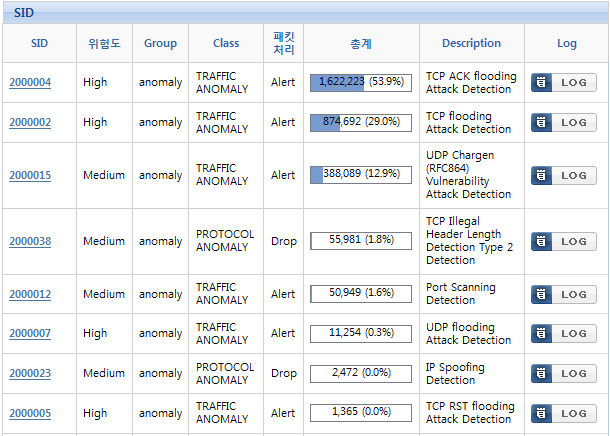 SID
SID 위험도 Group Class 패킷 처리 총계 Description Log
2000004 High anomaly TRAFFIC ANOMALY Alert 1,622,223 (53.9%) TCP ACK flooding Attack Detection LOG
2000002 High anomaly TRAFFIC ANOMALY Alert 874,692 (29.0%) TCP flooding Attack Detection LOG
2000015 Medium anomaly TRAFFIC ANOMALY Alert 388,089 (12.9%) UDP Chargen (RFC864) Vulnerability Attack Detection LOG
2000038 Medium anomaly PROTOCOL ANOMALY Drop 55,981 (1.8%) TCP Illegal Header Length Detection Type 2 Detection LOG
2000012 Medium anomaly TRAFFIC ANOMALY Alert 50,949 (1.6%) Port Scanning Detection LOG
2000007 High anomaly TRAFFIC ANOMALY Alert 11,254 (0.3%) UDP flooding Attack Detection LOG
2000023 Medium anomaly PROTOCOL ANOMALY Drop 2,472 (0.0%) IP Spoofing Detection LOG
2000005 High anomaly TRAFFIC ANOMALY Alert 1,365 (0.0%) TCP RST flooding Attack Detection LOG